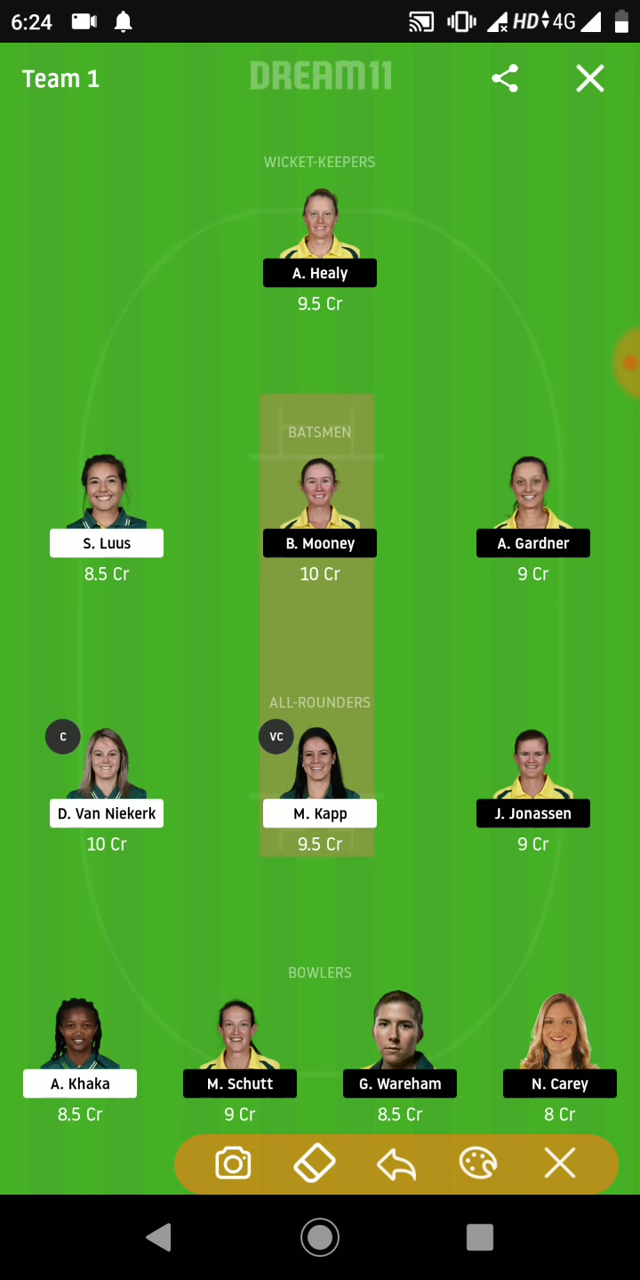 6:24
HD 4G
Team 1
DREAM11
WICKET-KEEPERS
A. Healy
9.5 Cr
BATSMEN
S. Luus
B. Mooney
A. Gardner
8.5 Cr
10 Cr
9 Cr
ALL-ROUNDERS
C
VC
D. Van Niekerk
M. Kapp
J. Jonassen
10 Cr
9.5 Cr
9 Cr
BOWLERS
A. Khaka
M. Schutt
G. Wareham
N. Carey
8.5 Cr
9 Cr
8.5 Cr
8 Cr